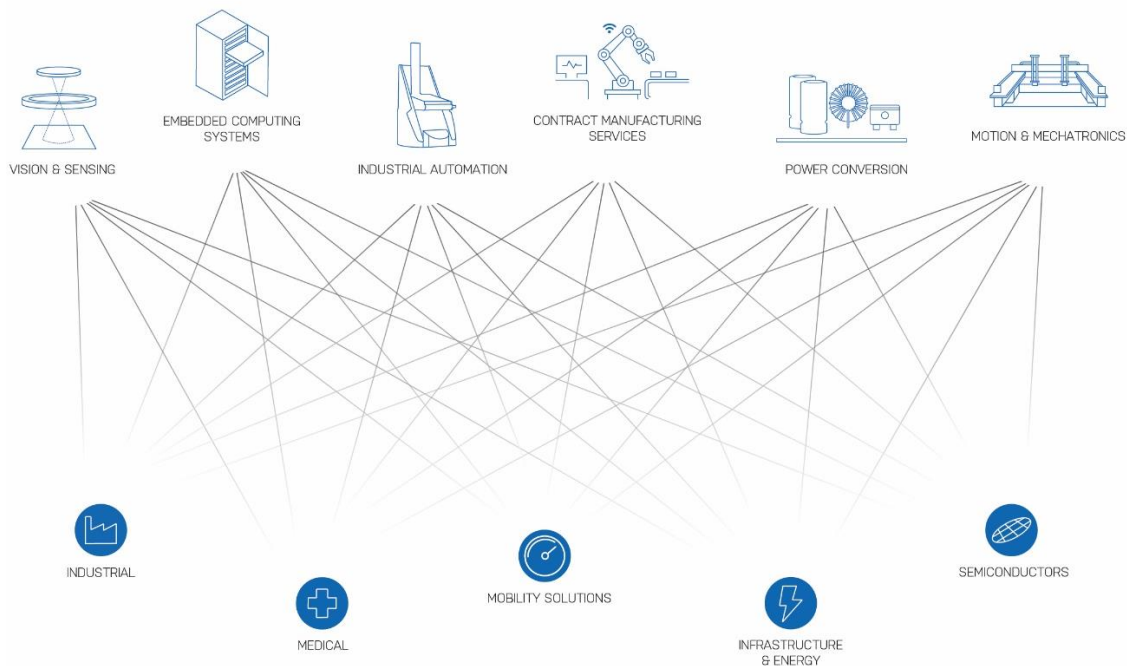 EMBEDDED COMPUTING
SYSTEMS
CONTRACT MANUFACTURING
SERVICES
MOTION & MECHATRONICS
VISION & SENSING
INDUSTRIAL AUTOMATION
POWER CONVERSION
INDUSTRIAL
SEMICONDUCTORS
MOBILITY SOLUTIONS
MEDICAL
INFRASTRUCTURE
& ENERGY